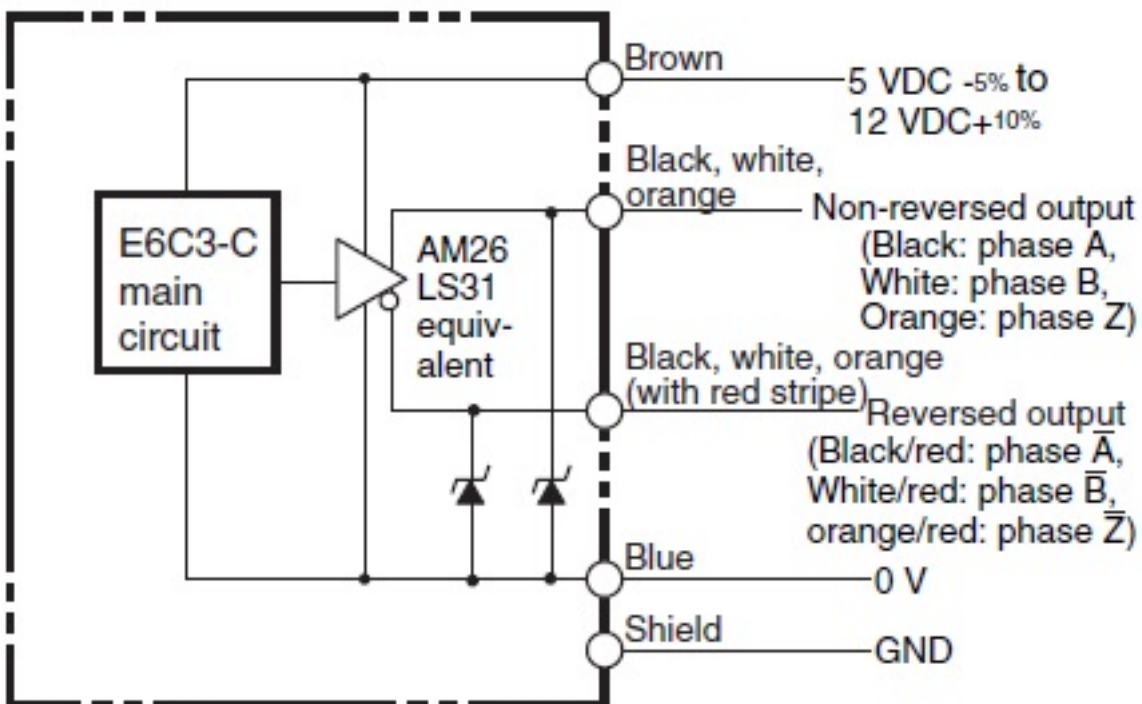 Brown
5 VDC -5% to
12 VDC+10%
Black, white,
orange
Non-reversed output
(Black: phase A,
White: phase B,
Orange: phase Z)
E6C3-C
main
circuit
AM26
LS31
equiv-
alent
Black, white, orange
(with red stripe)
Reversed output
(Black/red: phase A̅,
White/red: phase B̅,
orange/red: phase Z̅)
Blue
0 V
Shield
GND